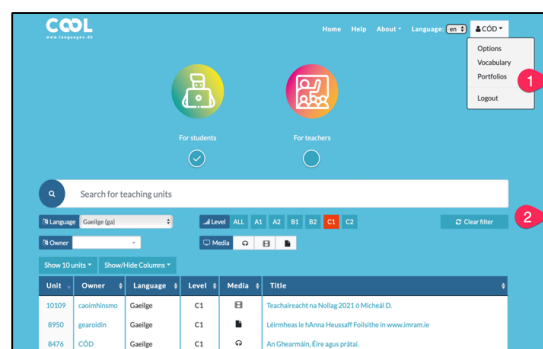 COOL
www.languages.dk
Home Help About Language: en CÓD
Options
Vocabulary
Portfolios
Logout
1
For students
For teachers
Search for teaching units
2
Language Gaeilge (ga) Level ALL A1 A2 B1 B2 C1 C2 Clear filter
Owner Media
Show 10 units Show/Hide Columns
Unit Owner Language Level Media Title
10109 caoimhinsmo Gaeilge C1 Teachaireacht na Nollag 2021 ó Micheál D.
8950 gearoidin Gaeilge C1 Léirmheas le hAnna Heussaff Foilsithe in www.imram.ie
8476 CÓD Gaeilge C1 An Ghearmáin, Éire agus prátaí.